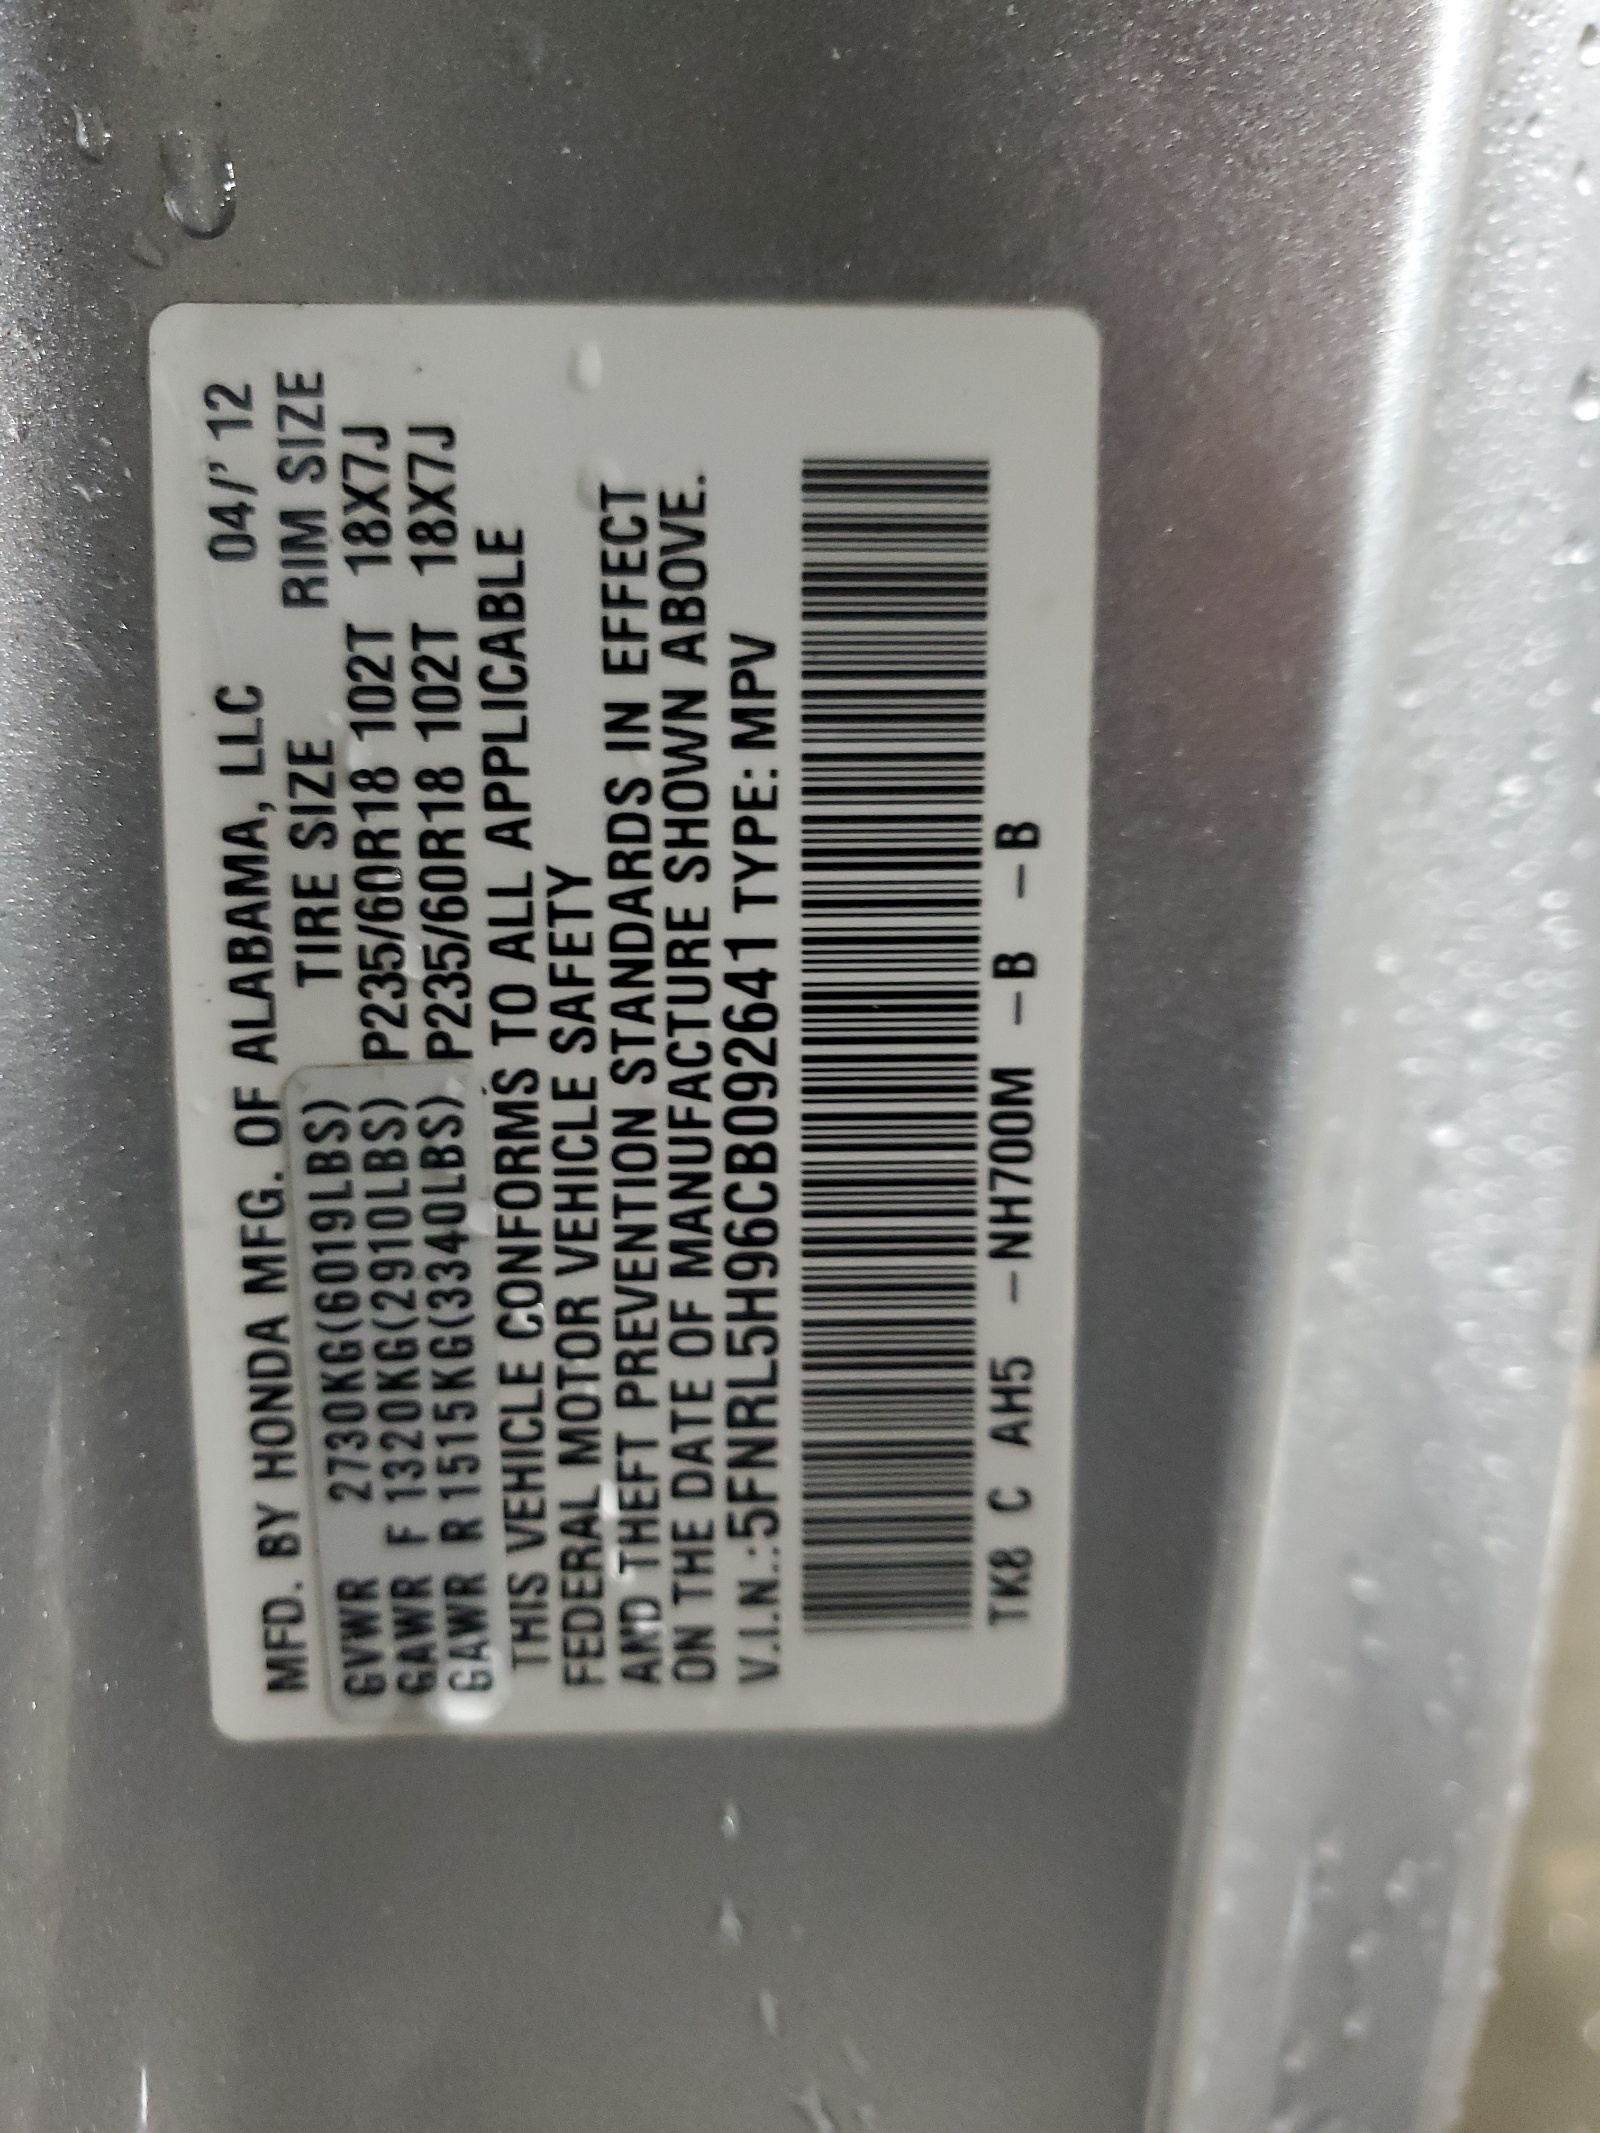 MFD. BY HONDA MFG. OF ALABAMA, LLC 04/'12
TIRE SIZE RIM SIZE
GVWR 2730KG(6019LBS)
GAWR F 1320KG(2910LBS) P235/60R18 102T 18X7J
GAWR R 1515KG(3340LBS) P235/60R18 102T 18X7J
THIS VEHICLE CONFORMS TO ALL APPLICABLE
FEDERAL MOTOR VEHICLE SAFETY
AND THEFT PREVENTION STANDARDS IN EFFECT
ON THE DATE OF MANUFACTURE SHOWN ABOVE.
V.I.N.:5FNRL5H96CB092641 TYPE: MPV
TK8 C AH5 –NH700M –B –B